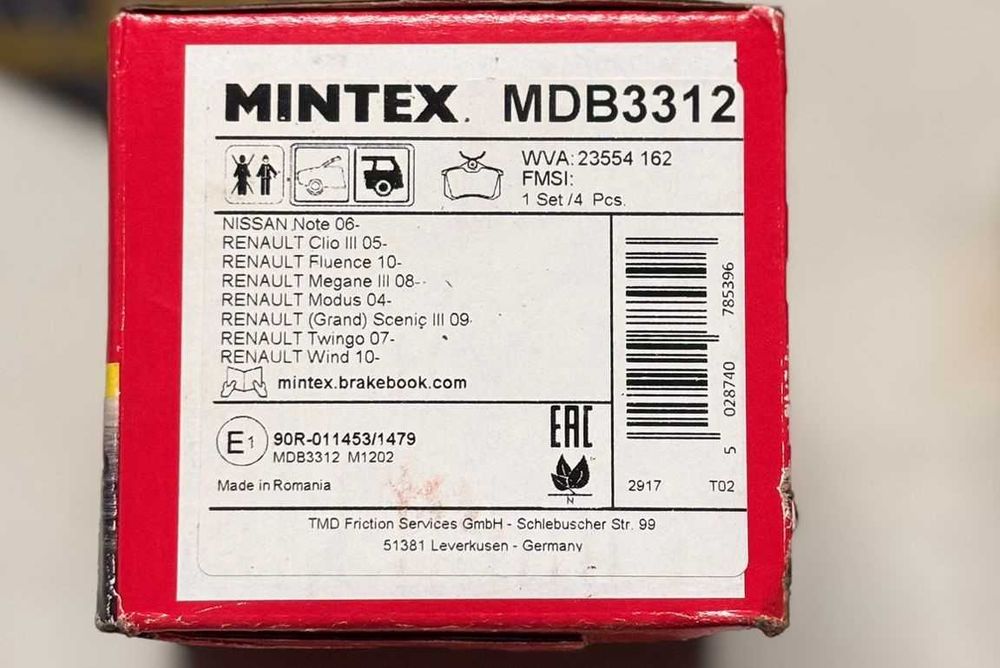 MINTEX. MDB3312
WVA: 23554 162
FMSI:
1 Set /4 Pcs.
NISSAN Note 06-
RENAULT Clio III 05-
RENAULT Fluence 10-
RENAULT Megane III 08-
RENAULT Modus 04-
RENAULT (Grand) Scenic III 09-
RENAULT Twingo 07-
RENAULT Wind 10-
mintex.brakebook.com
E1 90R-011453/1479
MDB3312 M1202
EAC
N
Made in Romania
5 028740 785396
2917 T02
TMD Friction Services GmbH - Schlebuscher Str. 99
51381 Leverkusen - Germany